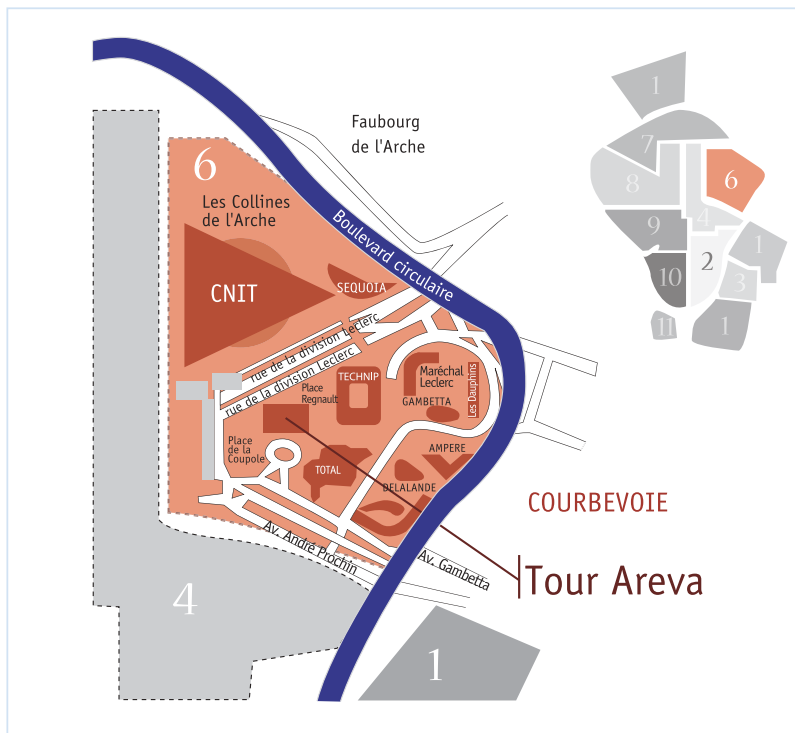 Faubourg
de l'Arche
6
Les Collines
de l'Arche
Boulevard circulaire
CNIT
SEQUOIA
rue de la division Leclerc
rue de la division Leclerc
TECHNIP
Maréchal
Leclerc
Les Dauphins
Place
Regnault
GAMBETTA
Place
de la
Coupole
AMPERE
TOTAL
DELALANDE
COURBEVOIE
Av. André Prochin
Av. Gambetta
Tour Areva
4
1
1
7
8
6
4
9
2
1
10
3
11
1